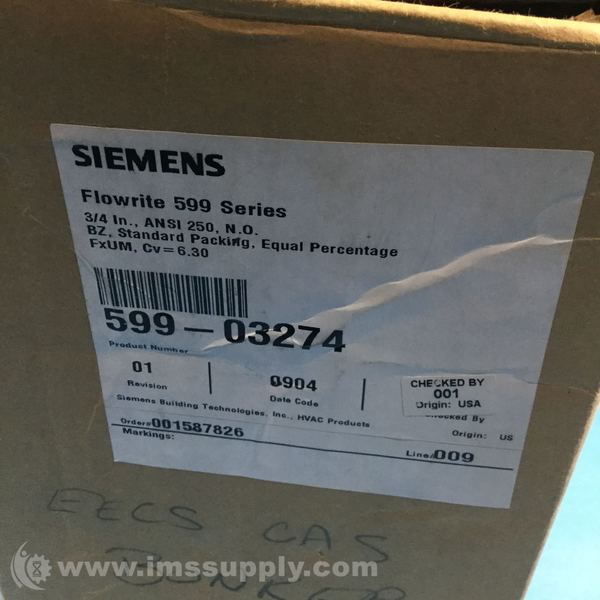 SIEMENS
Flowrite 599 Series
3/4 In., ANSI 250, N.O.
BZ, Standard Packing, Equal Percentage
FxUM, Cv=6.30
599-03274
Product Number
01 0904
Revision Date Code
CHECKED BY
001
Origin: USA
Checked By
Siemens Building Technologies, Inc., HVAC Products
Origin: US
Order#001587826
Line#009
Markings:
EECS CAS
BUNKER
www.imssupply.com